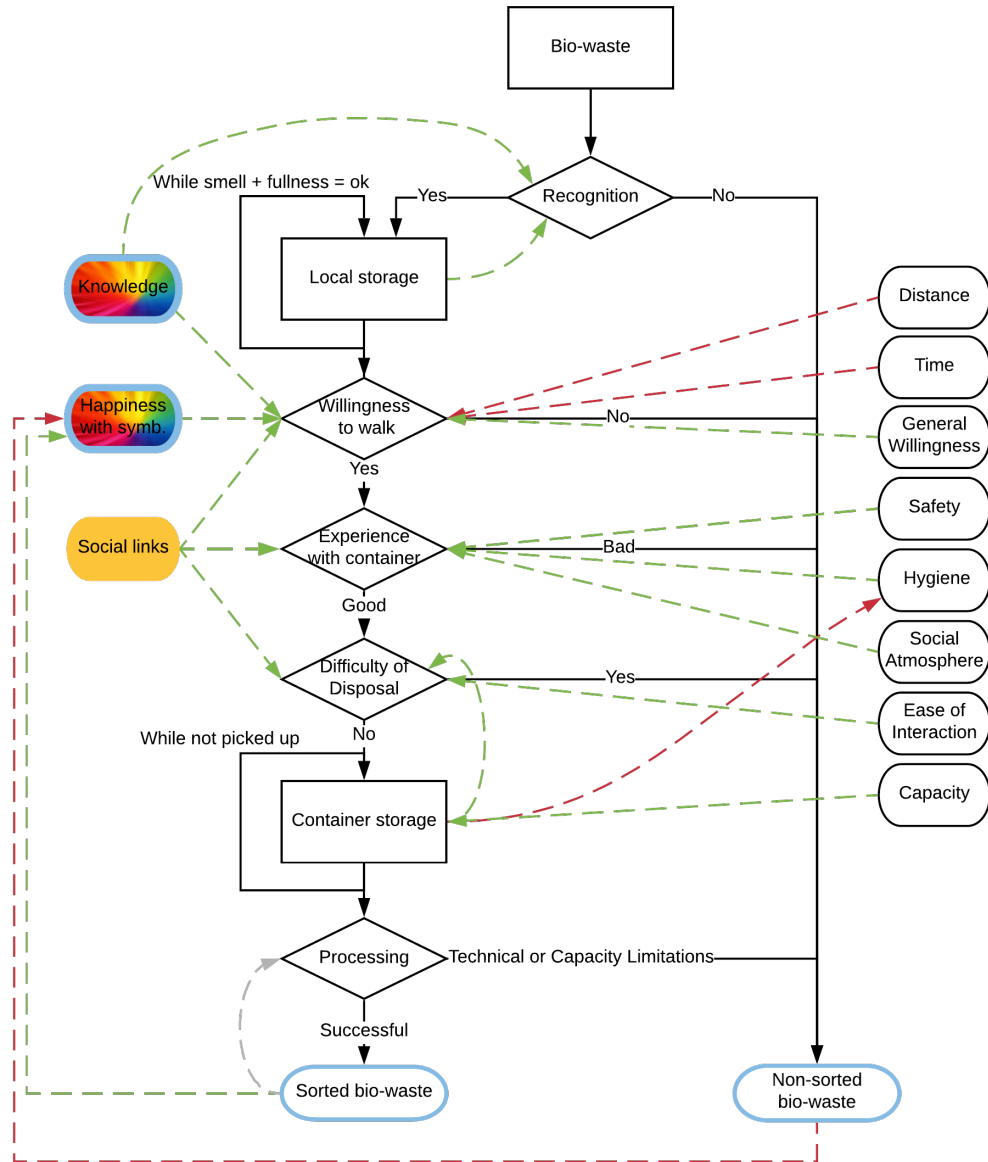 Bio-waste
While smell + fullness = ok
Yes
Recognition
No
Local storage
Knowledge
Distance
Time
Happiness
with symb.
Willingness
to walk
No
General
Willingness
Yes
Safety
Social links
Experience
with container
Bad
Hygiene
Good
Social
Atmosphere
Difficulty of
Disposal
Yes
Ease of
Interaction
No
While not picked up
Capacity
Container storage
Processing
Technical or Capacity Limitations
Successful
Sorted bio-waste
Non-sorted
bio-waste